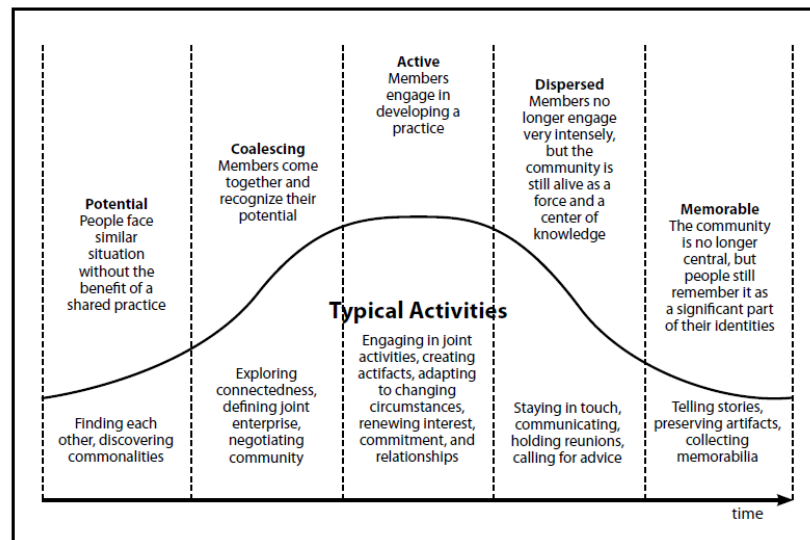 Potential
People face
similar
situation
without the
benefit of a
shared practice
Coalescing
Members come
together and
recognize their
potential
Active
Members
engage in
developing a
practice
Dispersed
Members no
longer engage
very intensely,
but the
community is
still alive as a
force and a
center of
knowledge
Memorable
The community
is no longer
central, but
people still
remember it as
a significant part
of their identities
Typical Activities
Finding each
other, discovering
commonalities
Exploring
connectedness,
defining joint
enterprise,
negotiating
community
Engaging in joint
activities, creating
artifacts, adapting
to changing
circumstances,
renewing interest,
commitment, and
relationships
Staying in touch,
communicating,
holding reunions,
calling for advice
Telling stories,
preserving artifacts,
collecting
memorabilia
time